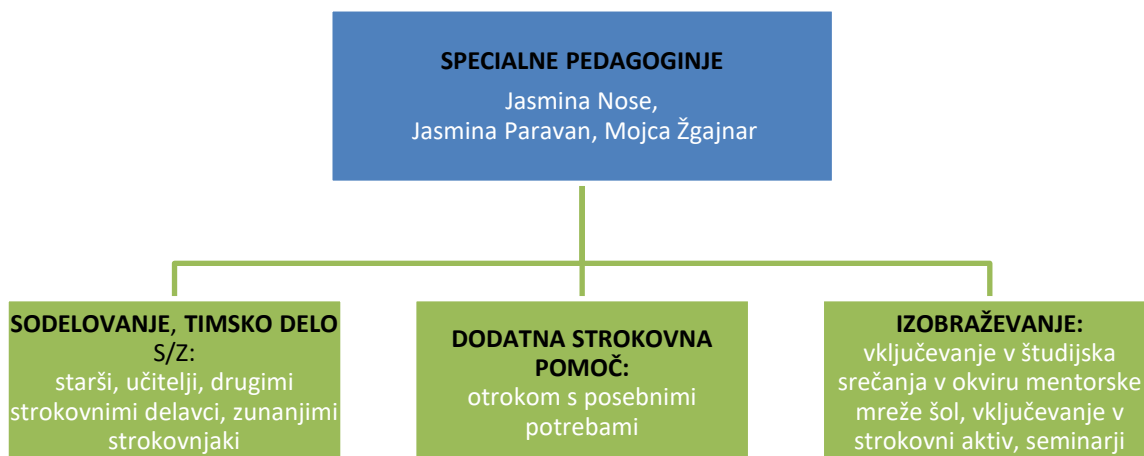 SPECIALNE PEDAGOGINJE
Jasmina Nose,
Jasmina Paravan, Mojca Žgajnar
SODELOVANJE, TIMSKO DELO
S/Z:
starši, učitelji, drugimi
strokovnimi delavci, zunanjimi
strokovnjaki
DODATNA STROKOVNA
POMOČ:
otrokom s posebnimi
potrebami
IZOBRAŽEVANJE:
vključevanje v študijska
srečanja v okviru mentorske
mreže šol, vključevanje v
strokovni aktiv, seminarji